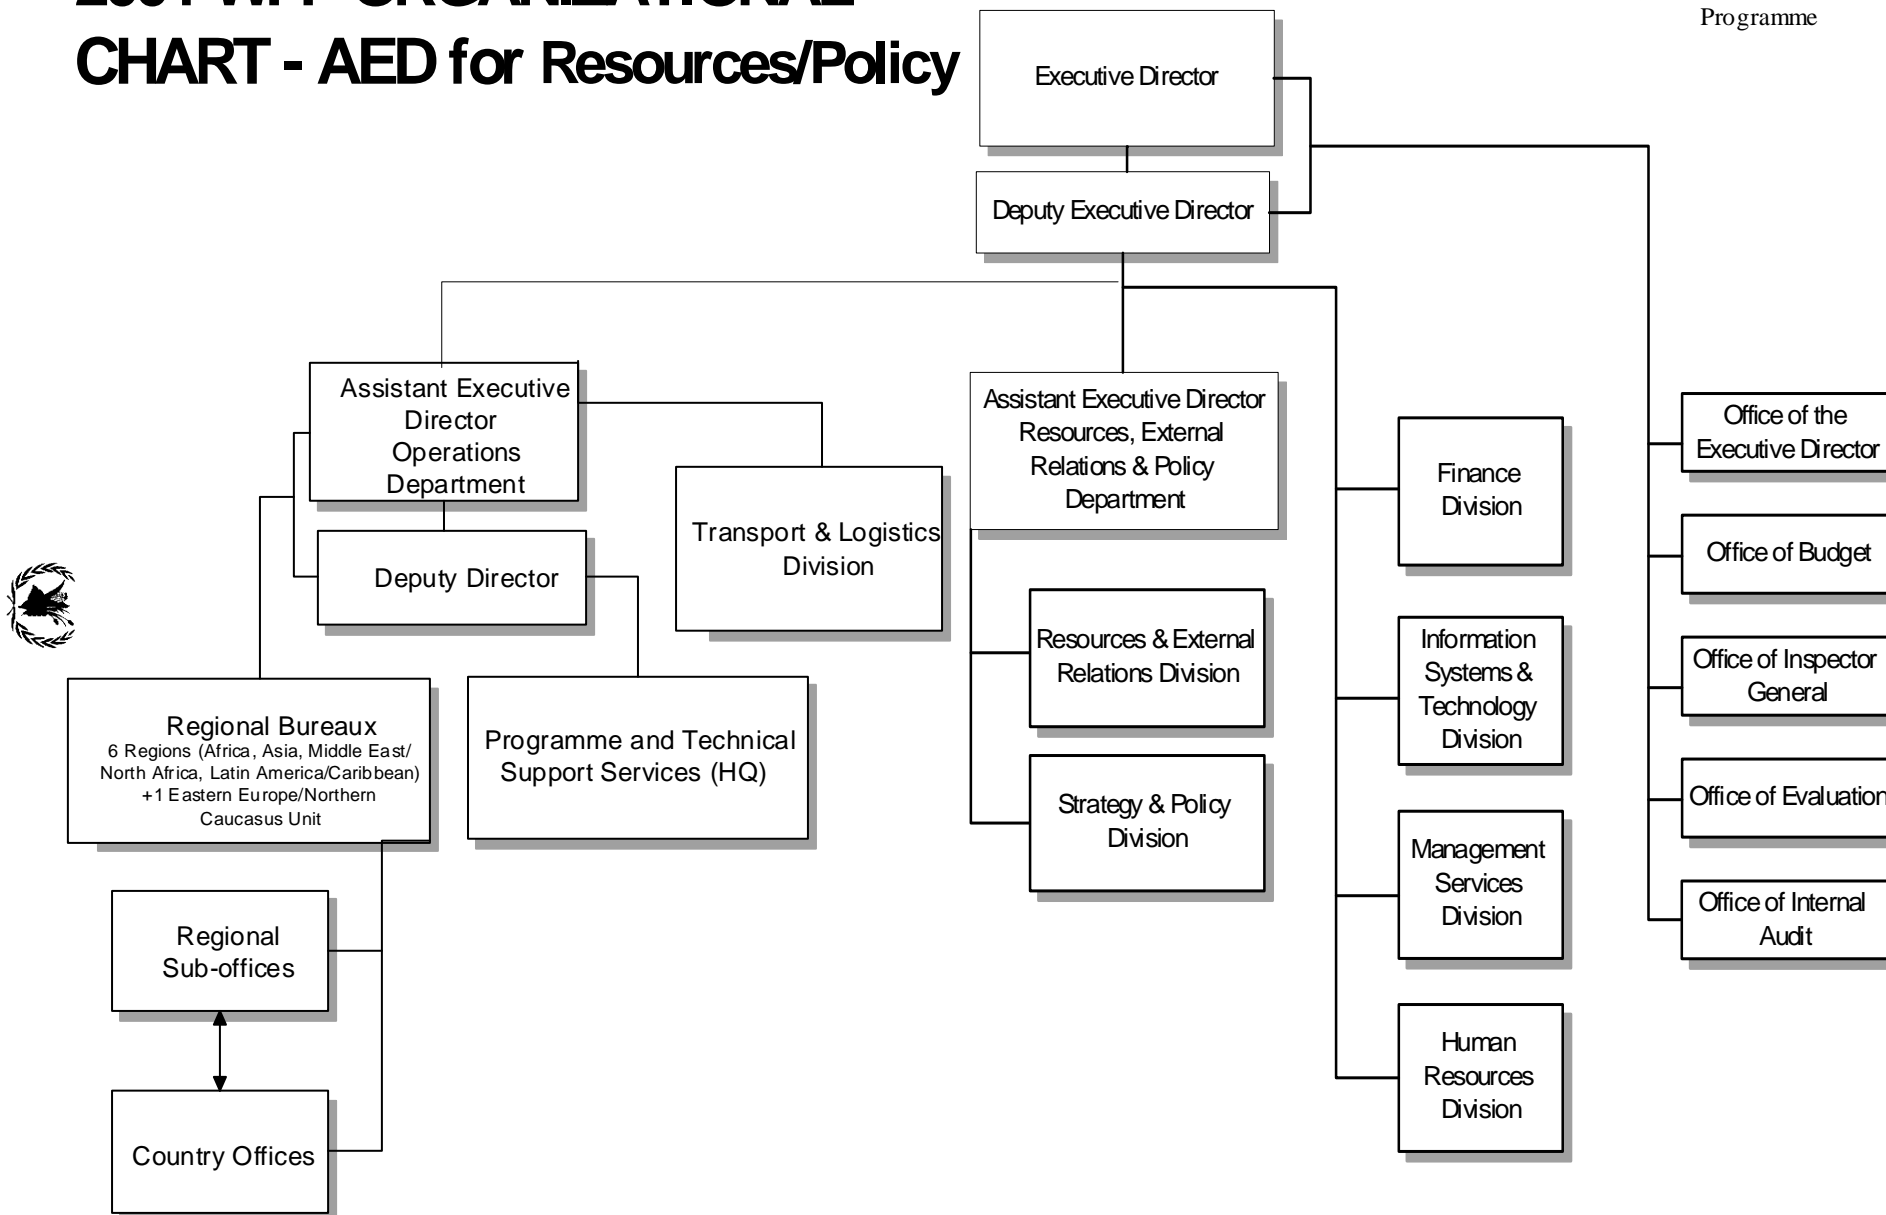 CHART - AED for Resources/Policy
Programme
Executive Director
Deputy Executive Director
Assistant Executive
Director
Operations
Department
Deputy Director
Transport & Logistics
Division
Regional Bureaux
6 Regions (Africa, Asia, Middle East/
North Africa, Latin America/Caribbean)
+1 Eastern Europe/Northern
Caucasus Unit
Programme and Technical
Support Services (HQ)
Regional
Sub-offices
Country Offices
Assistant Executive Director
Resources, External
Relations & Policy
Department
Resources & External
Relations Division
Strategy & Policy
Division
Finance
Division
Information
Systems &
Technology
Division
Management
Services
Division
Human
Resources
Division
Office of the
Executive Director
Office of Budget
Office of Inspector
General
Office of Evaluation
Office of Internal
Audit